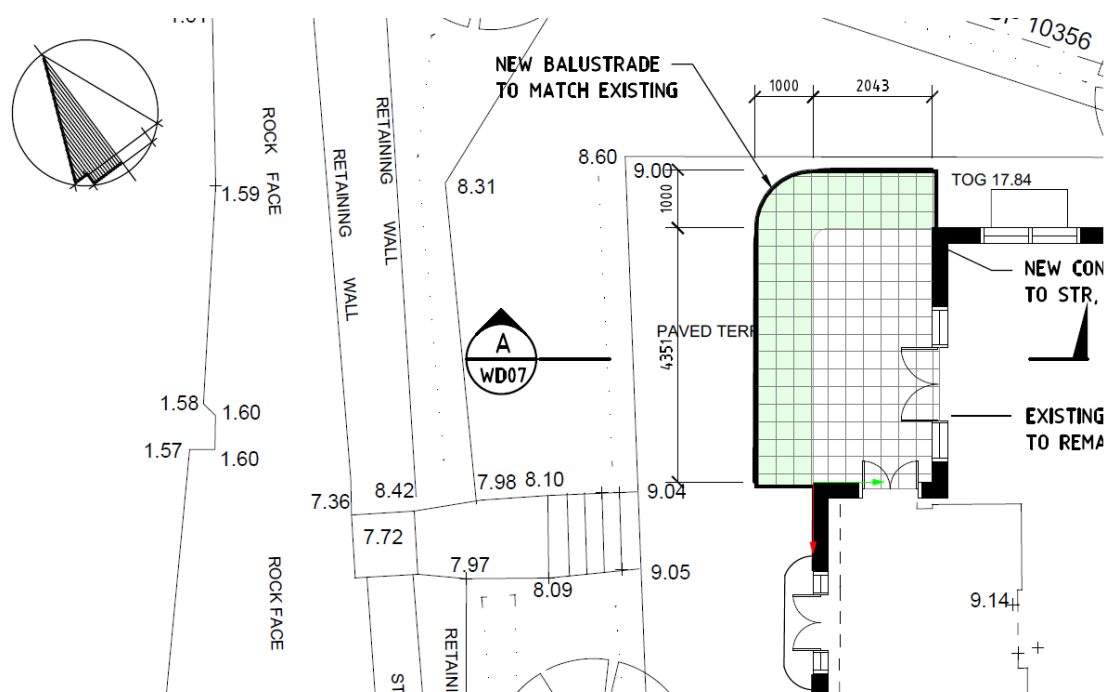 10356
NEW BALUSTRADE
TO MATCH EXISTING
1000
2043
ROCK FACE
RETAINING WALL
RETAINING WALL
8.60
9.00
TOG 17.84
1.59
8.31
1000
NEW CON
TO STR,
A
WD07
PAVED TERR
4351
1.58
1.60
EXISTING
TO REMA
1.57
1.60
7.36
8.42
7.98
8.10
9.04
7.72
7.97
8.09
9.05
ROCK FACE
9.14
RETAINI
ST